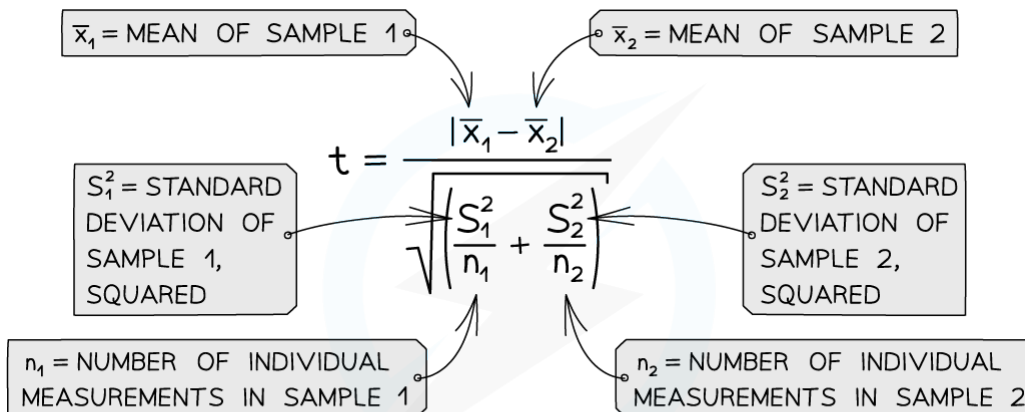 x̄₁ = MEAN OF SAMPLE 1
x̄₂ = MEAN OF SAMPLE 2
t = |x̄₁ − x̄₂| / √(S₁²/n₁ + S₂²/n₂)
S₁² = STANDARD
DEVIATION OF
SAMPLE 1,
SQUARED
S₂² = STANDARD
DEVIATION OF
SAMPLE 2,
SQUARED
n₁ = NUMBER OF INDIVIDUAL
MEASUREMENTS IN SAMPLE 1
n₂ = NUMBER OF INDIVIDUAL
MEASUREMENTS IN SAMPLE 2